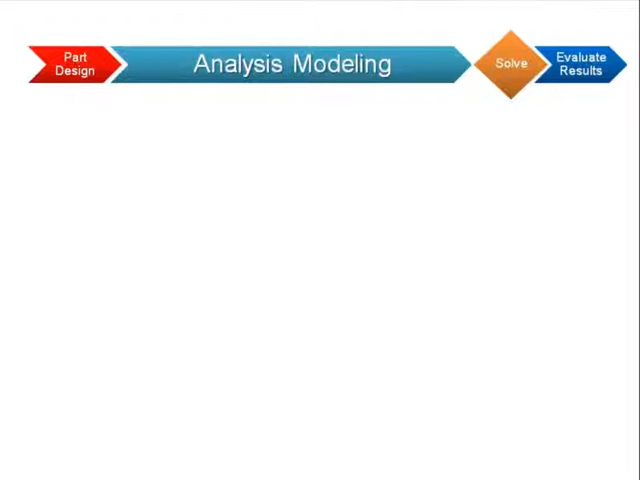 Part
Design
Analysis Modeling
Solve
Evaluate
Results